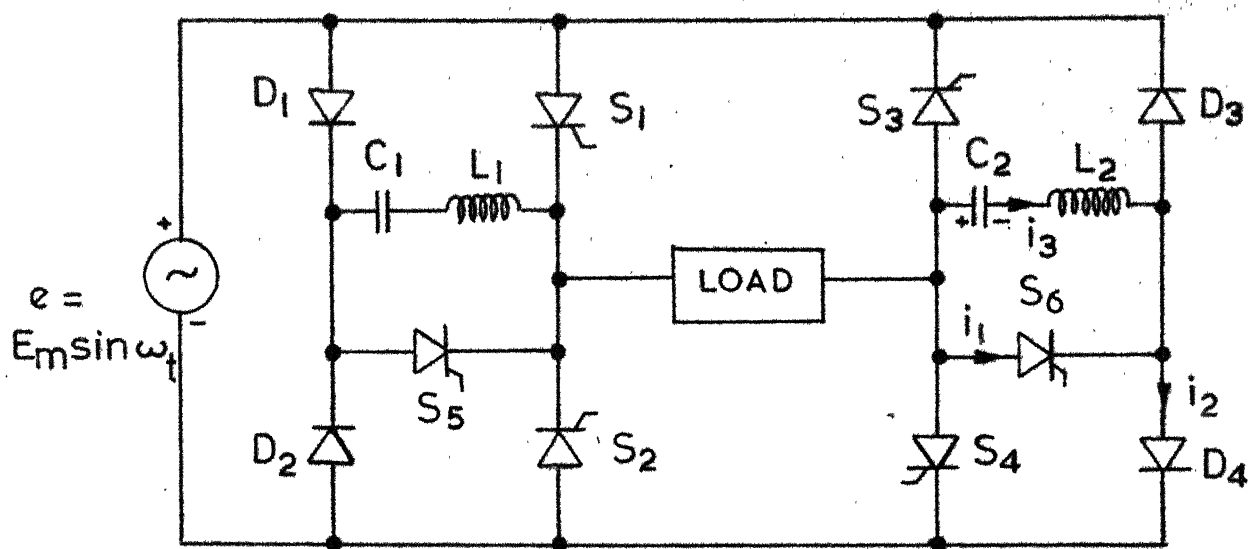 D1
S1
S3
D3
C1
L1
C2
L2
+
+ -
i3
LOAD
S6
e =
Em sin ωt
-
i1
S5
i2
D2
S2
S4
D4